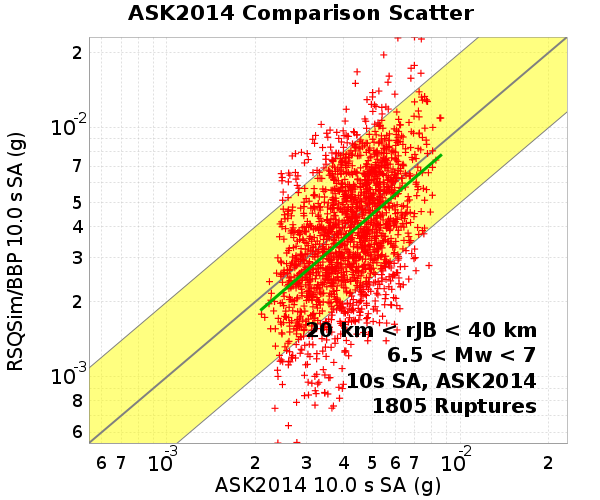 ASK2014 Comparison Scatter
RSQSim/BBP 10.0 s SA (g)
2
10-2
7
5
4
3
2
10-3
8
6
20 km < rJB < 40 km
6.5 < Mw < 7
10s SA, ASK2014
1805 Ruptures
6 7 10-3 2 3 4 5 6 7 10-2 2
ASK2014 10.0 s SA (g)